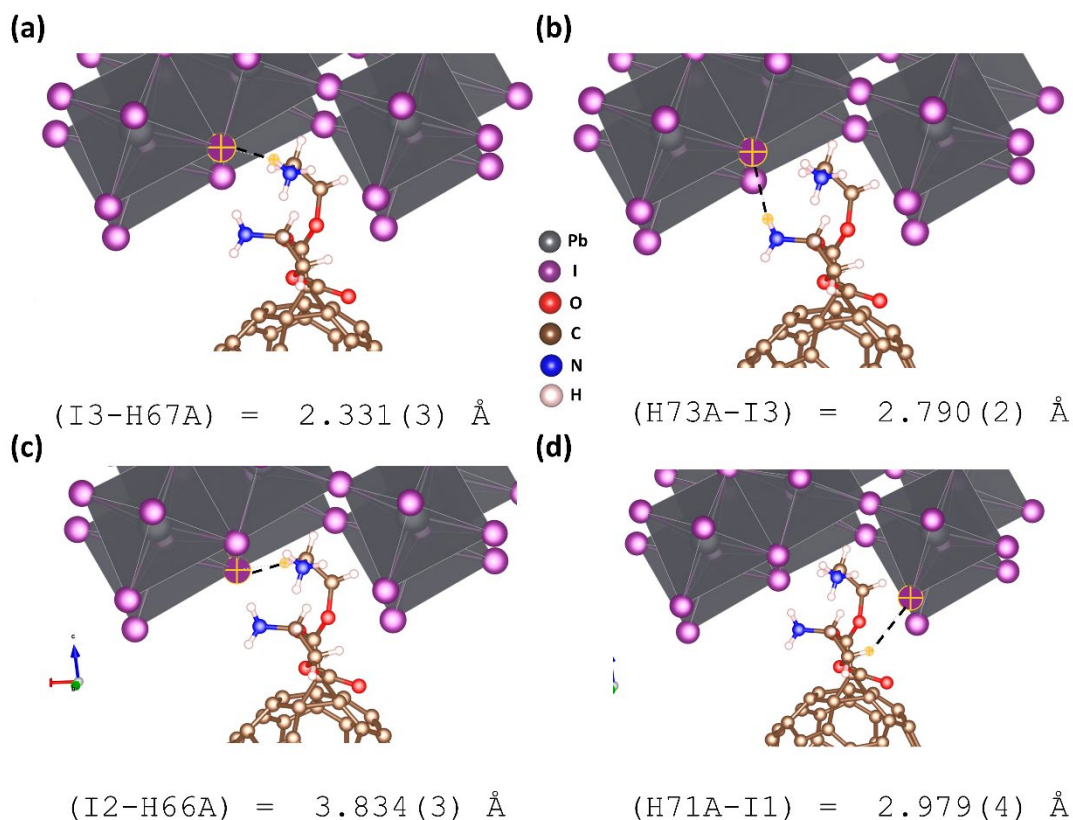 (a)
(b)
Pb
I
O
C
N
H
(I3-H67A) = 2.331(3) Å
(H73A-I3) = 2.790(2) Å
(c)
(d)
c
b
(I2-H66A) = 3.834(3) Å
(H71A-I1) = 2.979(4) Å